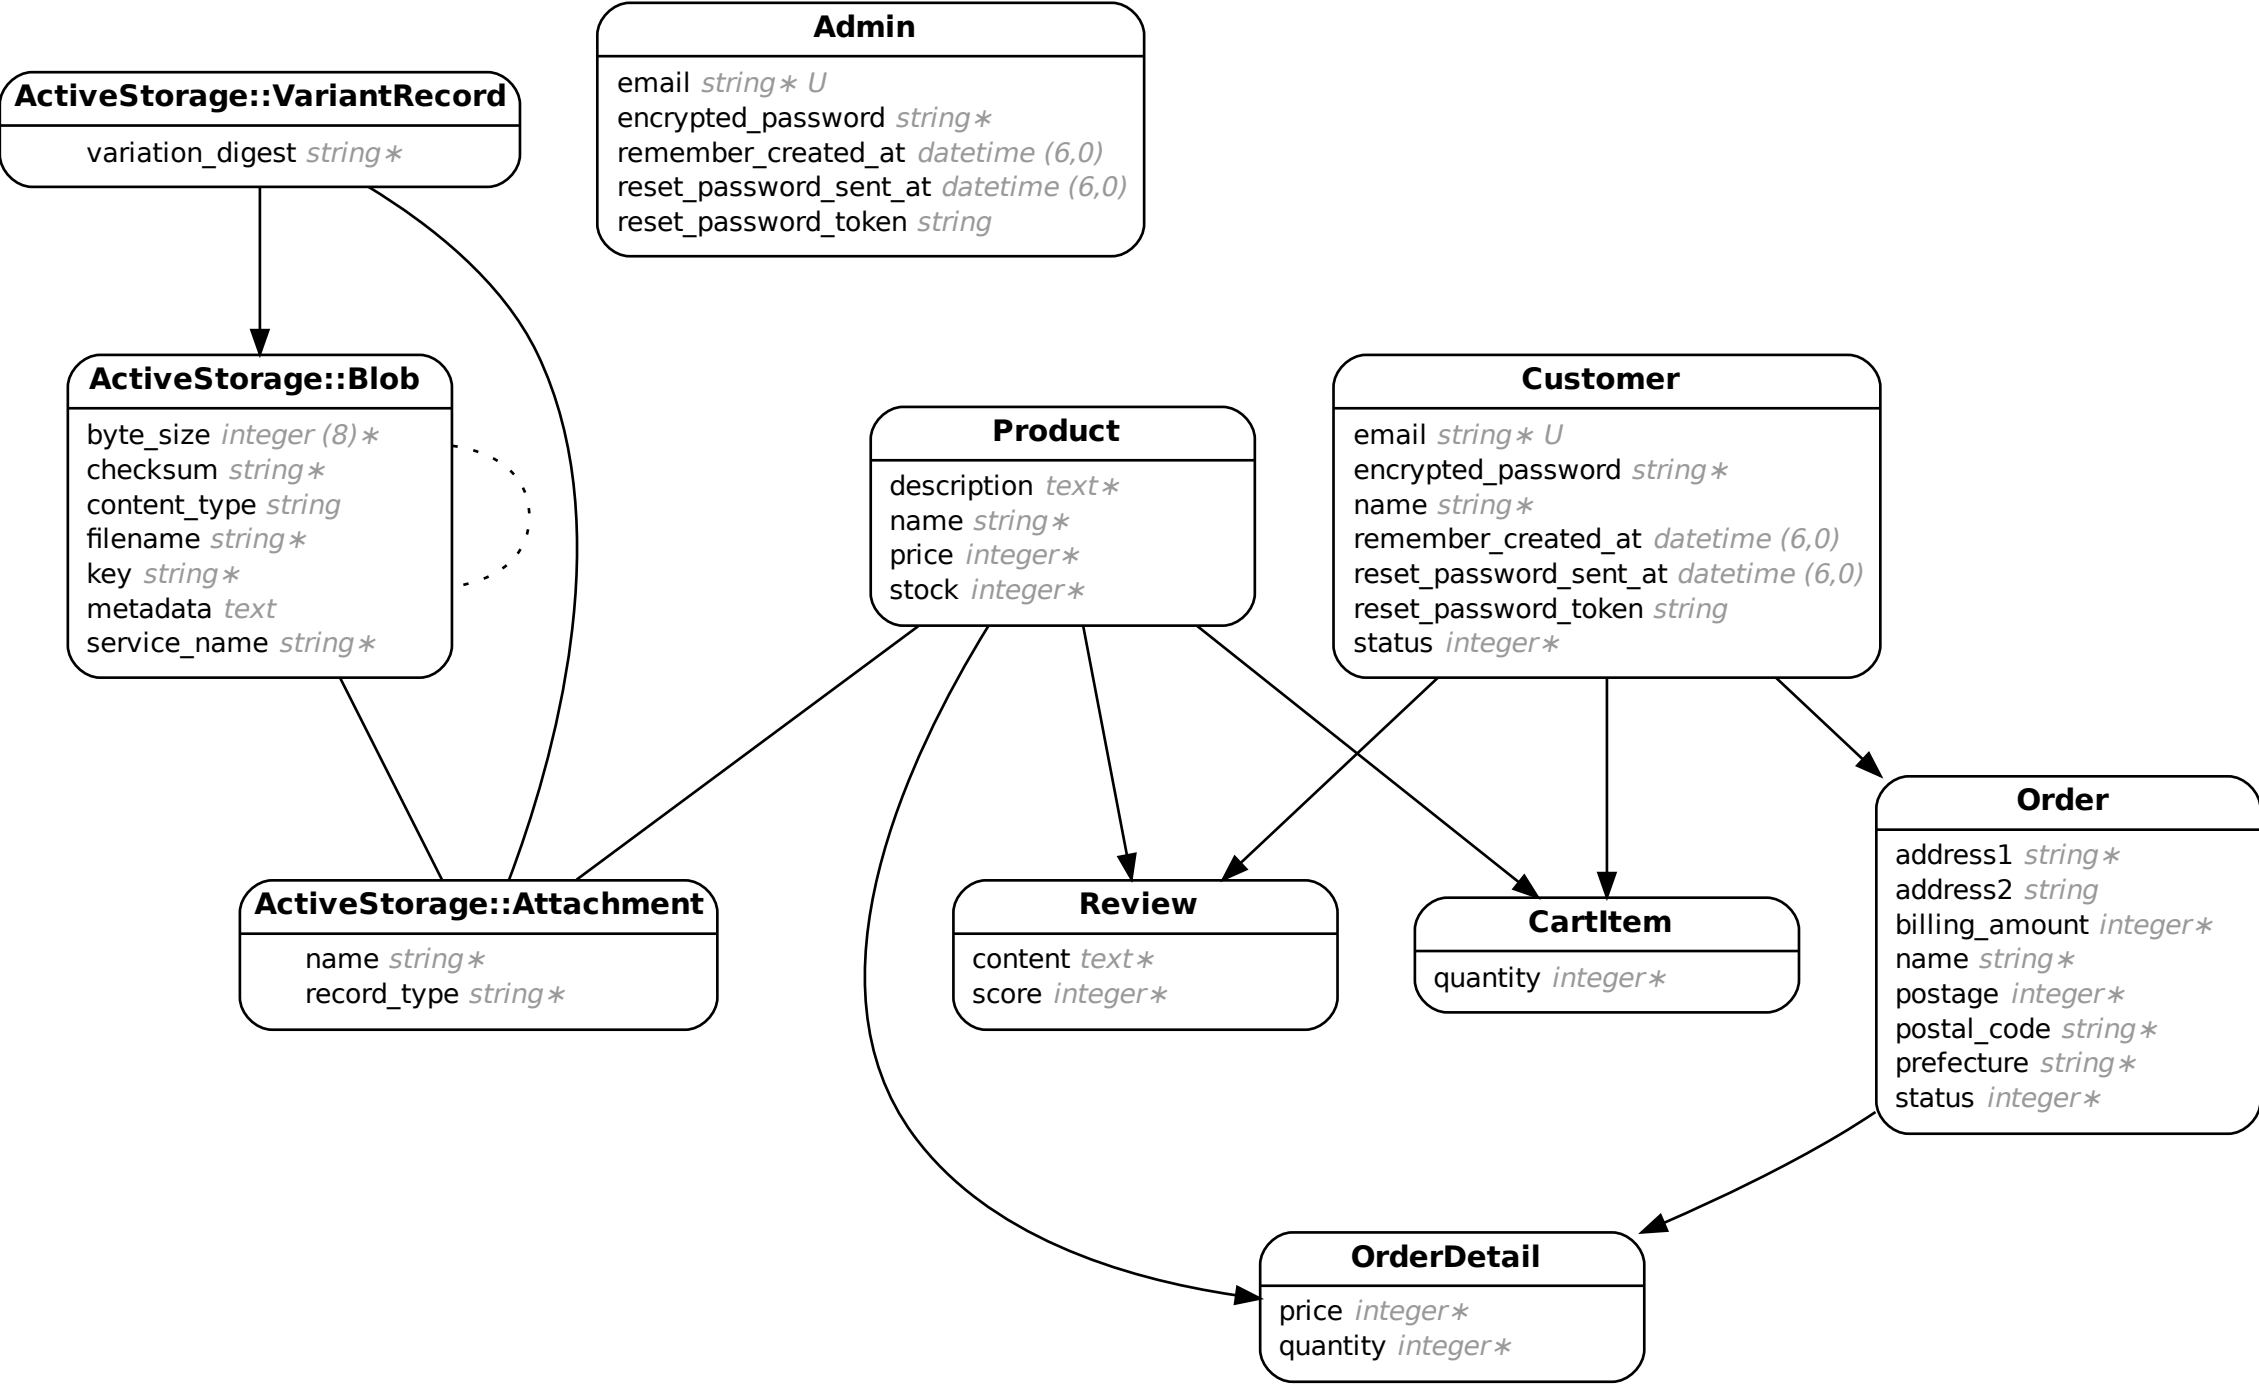 Admin
email string∗ U
encrypted_password string∗
remember_created_at datetime (6,0)
reset_password_sent_at datetime (6,0)
reset_password_token string
ActiveStorage::VariantRecord
variation_digest string∗
ActiveStorage::Blob
byte_size integer (8)∗
checksum string∗
content_type string
filename string∗
key string∗
metadata text
service_name string∗
Product
description text∗
name string∗
price integer∗
stock integer∗
Customer
email string∗ U
encrypted_password string∗
name string∗
remember_created_at datetime (6,0)
reset_password_sent_at datetime (6,0)
reset_password_token string
status integer∗
ActiveStorage::Attachment
name string∗
record_type string∗
Review
content text∗
score integer∗
CartItem
quantity integer∗
Order
address1 string∗
address2 string
billing_amount integer∗
name string∗
postage integer∗
postal_code string∗
prefecture string∗
status integer∗
OrderDetail
price integer∗
quantity integer∗